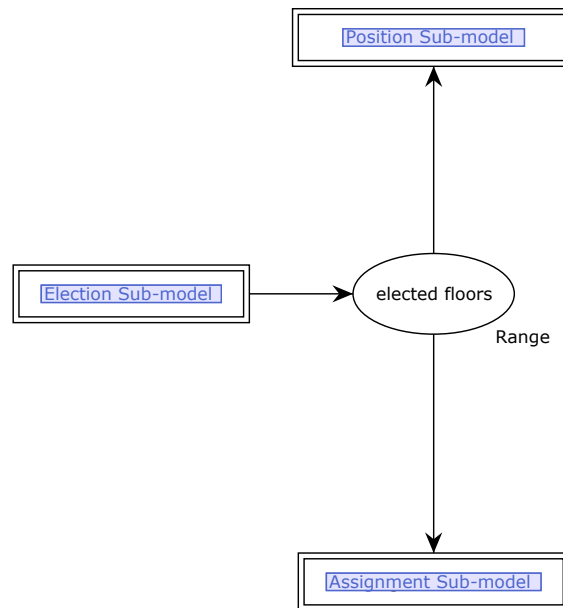 Position Sub-model
Election Sub-model
elected floors
Range
Assignment Sub-model